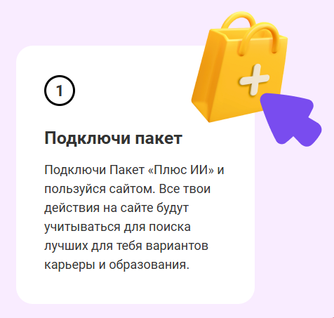 1
Подключи пакет
Подключи Пакет «Плюс ИИ» и
пользуйся сайтом. Все твои
действия на сайте будут
учитываться для поиска
лучших для тебя вариантов
карьеры и образования.